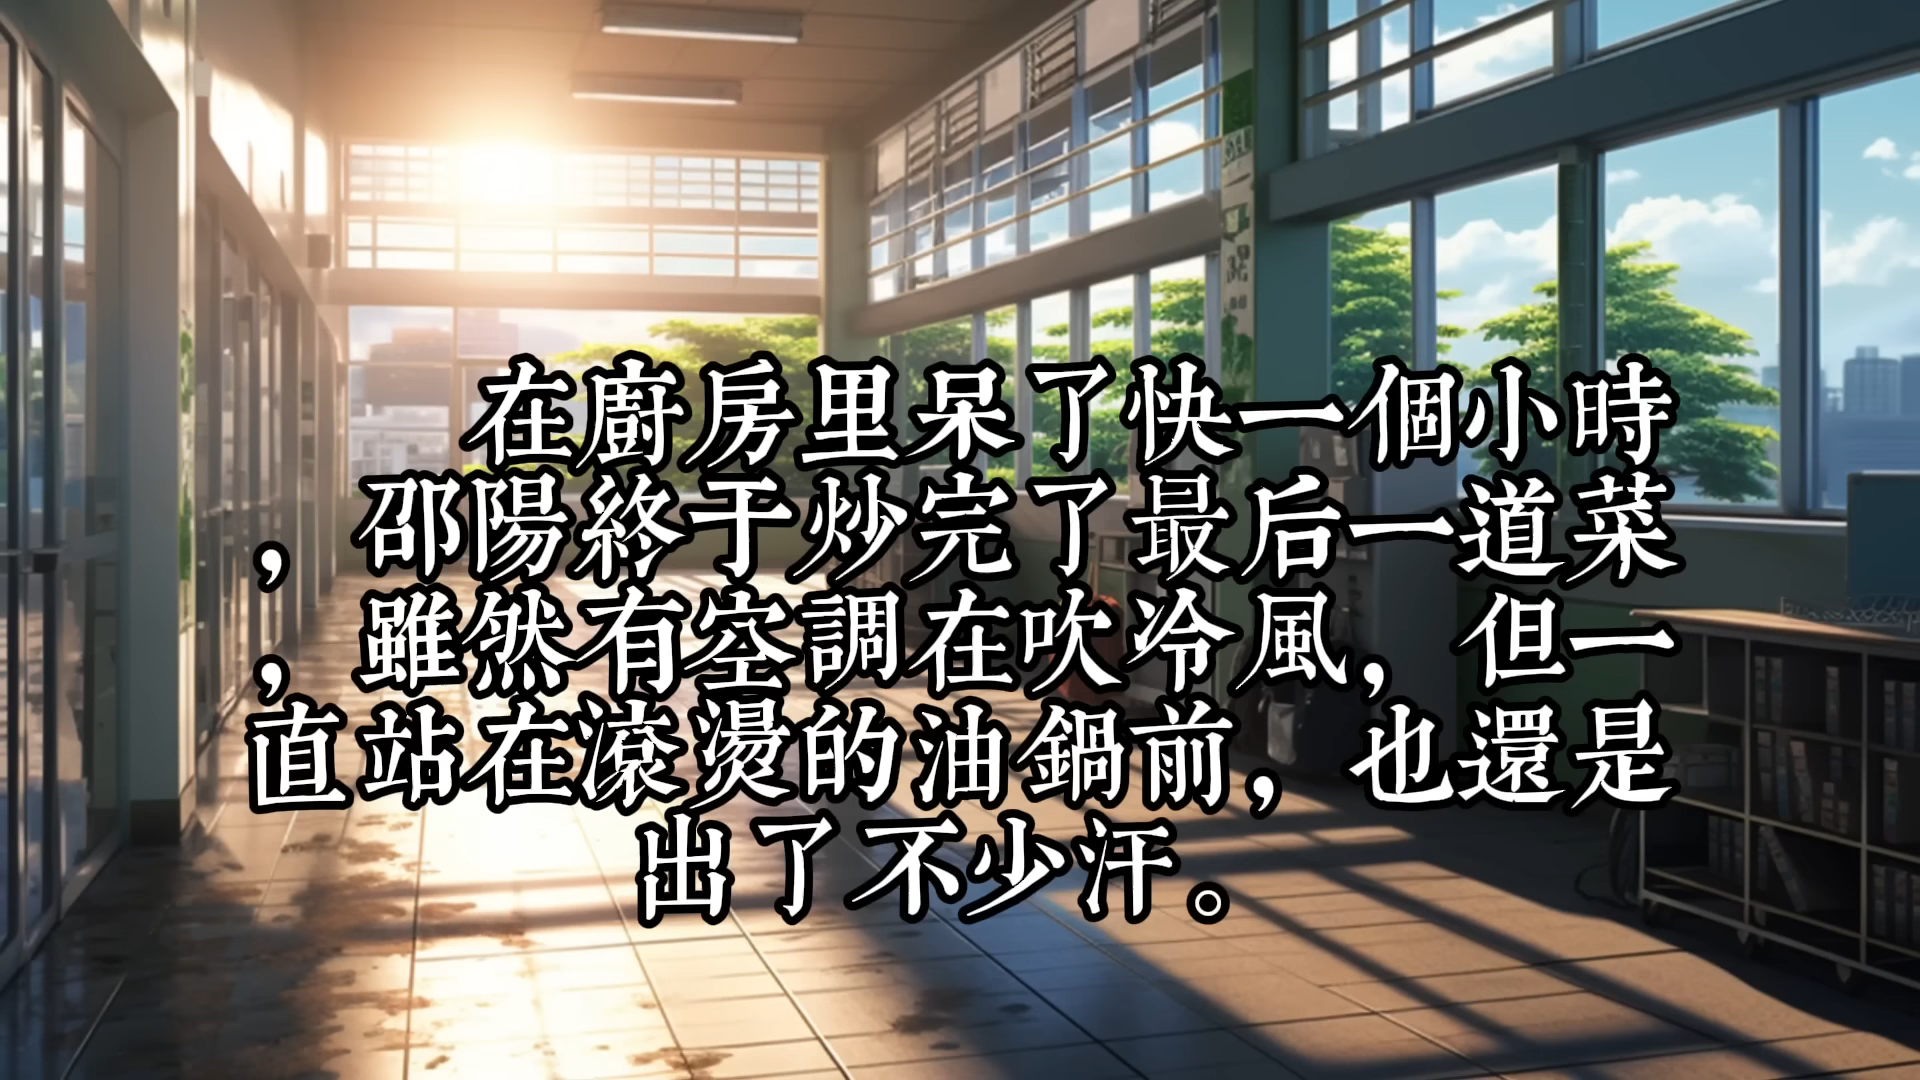 在廚房里呆了快一個小時
，邵陽終于炒完了最后一道菜
，雖然有空調在吹冷風，但一
直站在滾燙的油鍋前，也還是
出了不少汗。